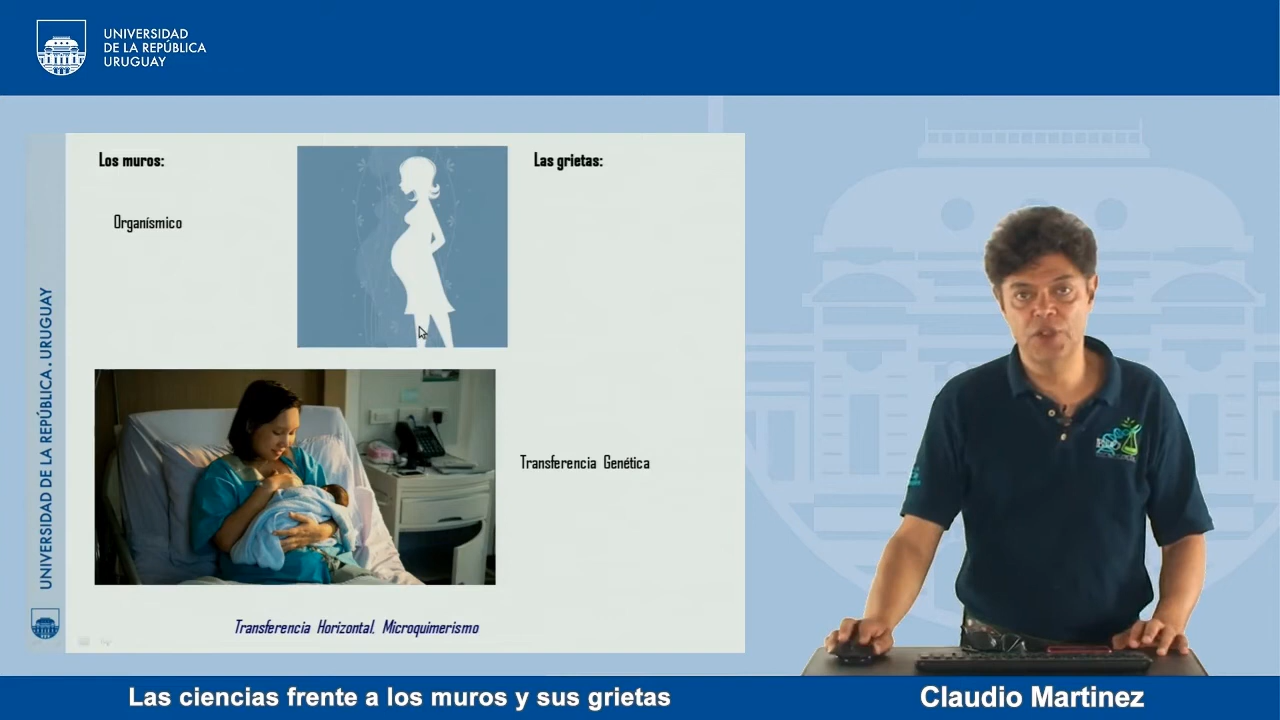 UNIVERSIDAD
DE LA REPÚBLICA
URUGUAY
Los muros:
Las grietas:
Organísmico
UNIVERSIDAD DE LA REPÚBLICA . URUGUAY
Transferencia Genética
Transferencia Horizontal. Microquimerismo
Las ciencias frente a los muros y sus grietas
Claudio Martinez